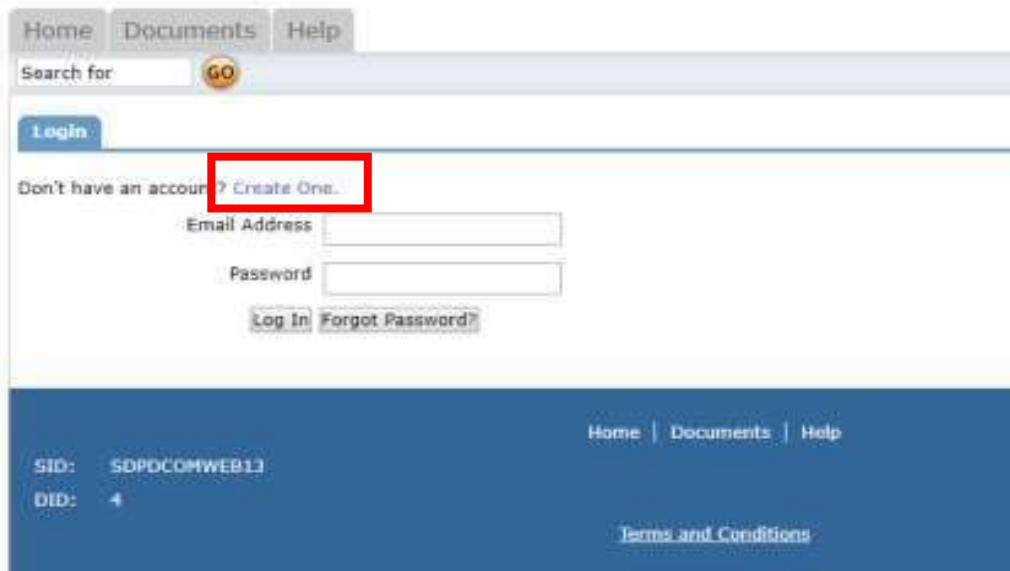 Home Documents Help
Search for GO
Login
Don't have an account? Create One.
Email Address
Password
Log In Forgot Password?
Home | Documents | Help
SID: SDPDCOMWEB13
DID: 4
Terms and Conditions